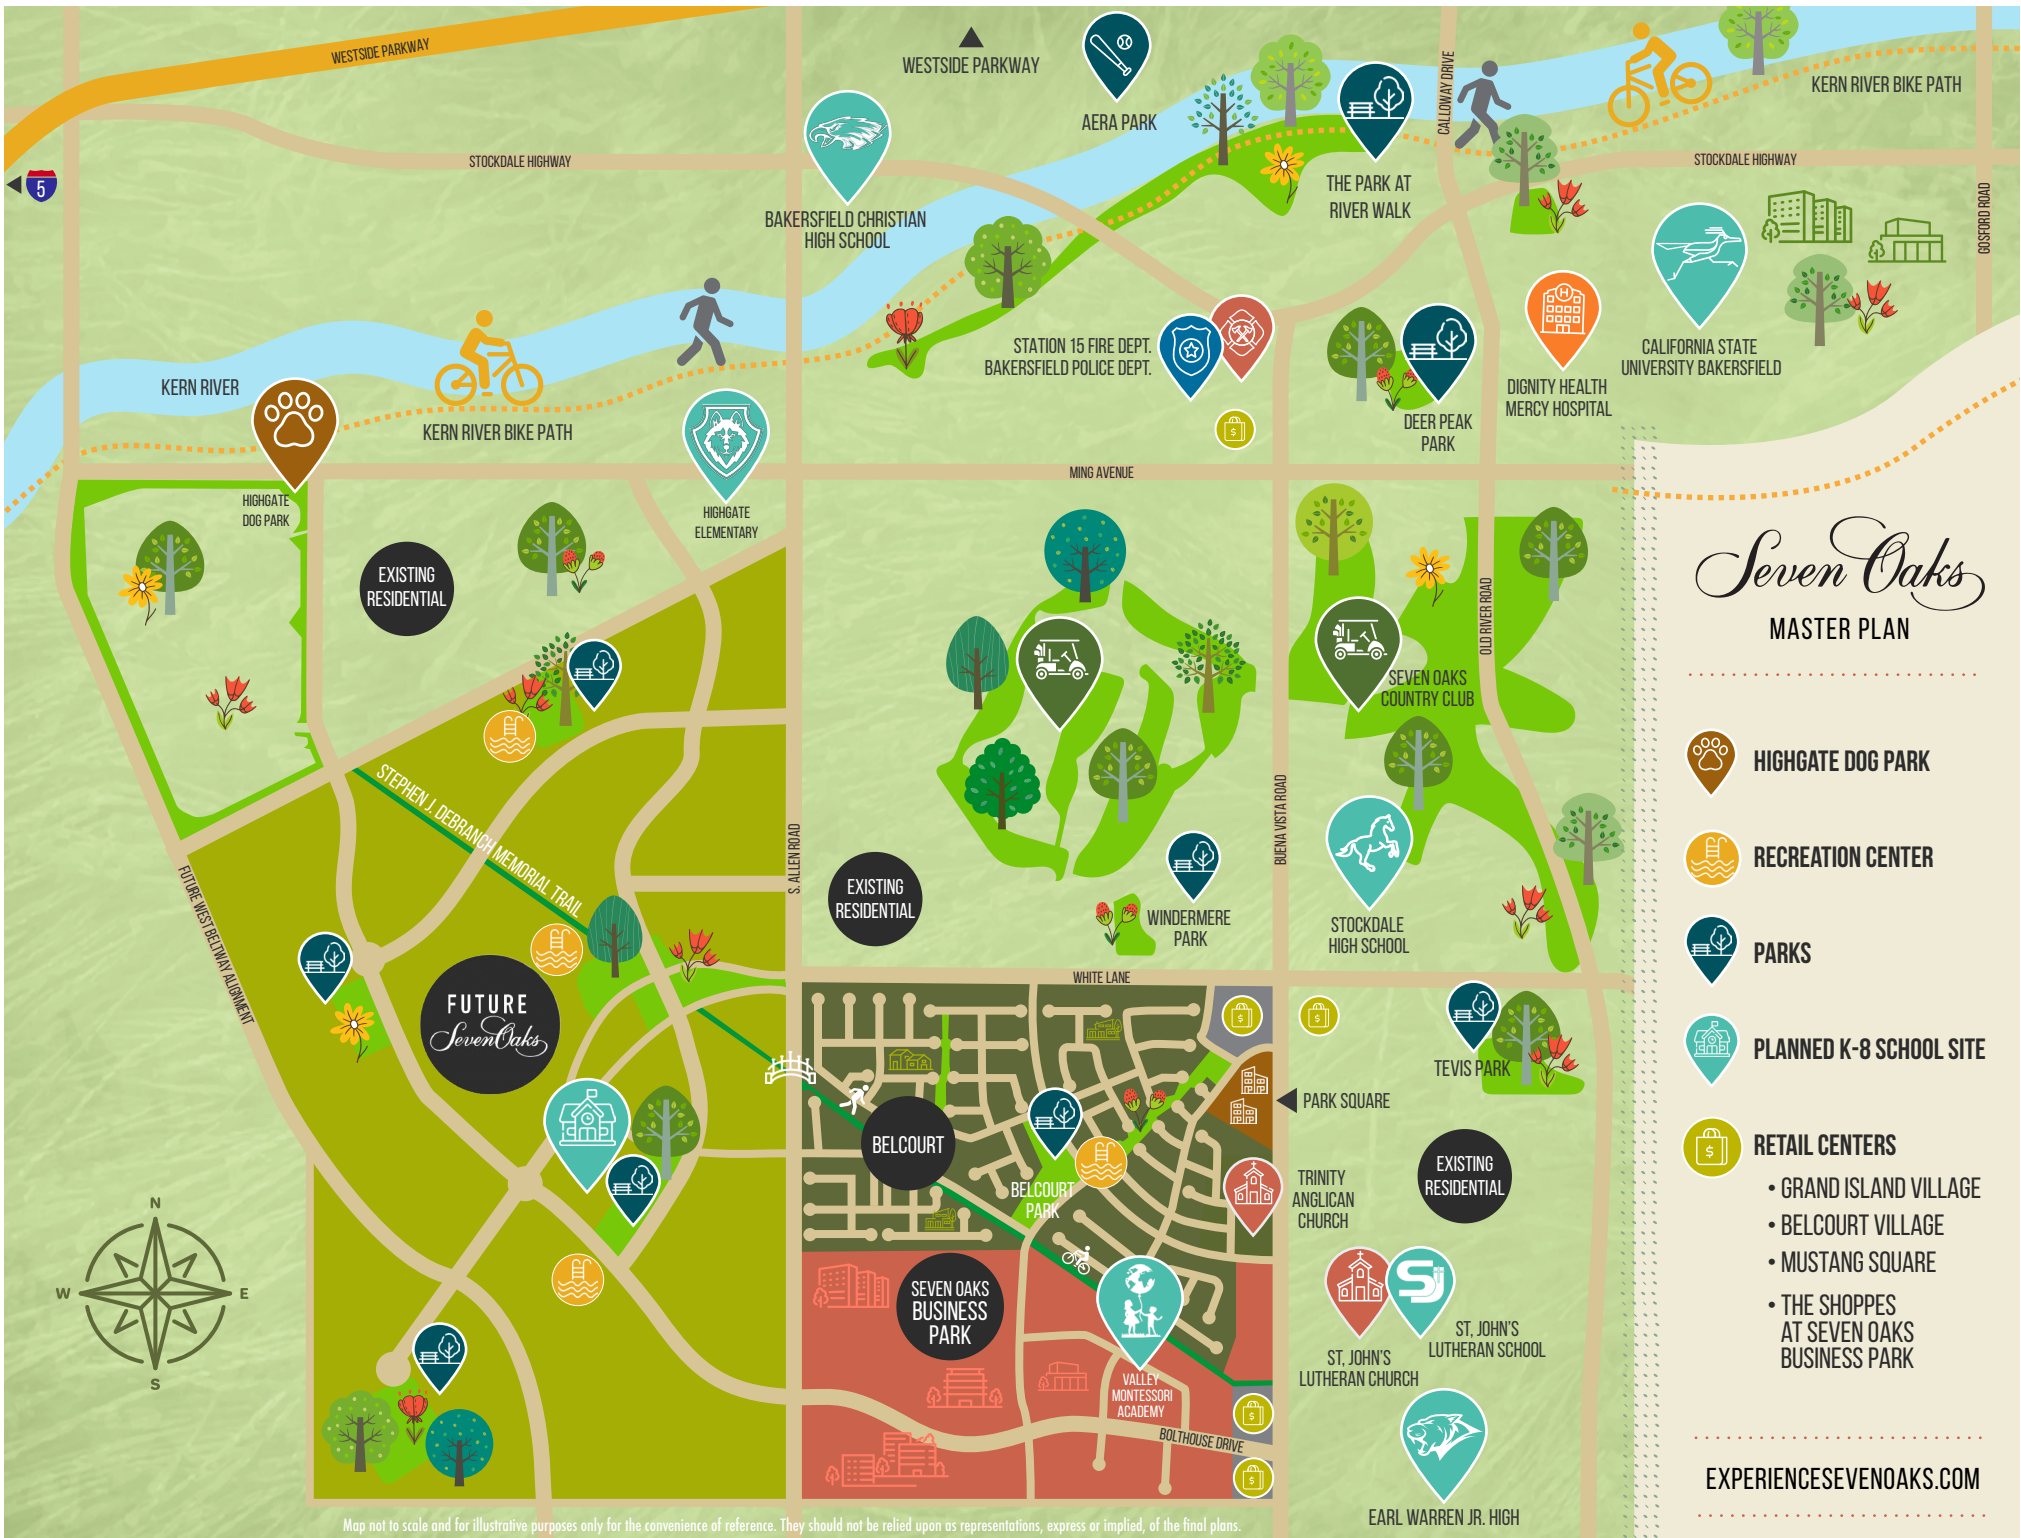 WESTSIDE PARKWAY
WESTSIDE PARKWAY
AERA PARK
CALLOWAY DRIVE
KERN RIVER BIKE PATH
5
STOCKDALE HIGHWAY
STOCKDALE HIGHWAY
BAKERSFIELD CHRISTIAN
HIGH SCHOOL
THE PARK AT
RIVER WALK
GOSFORD ROAD
H
STATION 15 FIRE DEPT.
BAKERSFIELD POLICE DEPT.
CALIFORNIA STATE
UNIVERSITY BAKERSFIELD
DIGNITY HEALTH
MERCY HOSPITAL
KERN RIVER
KERN RIVER BIKE PATH
DEER PEAK
PARK
$
MING AVENUE
HIGHGATE
DOG PARK
HIGHGATE
ELEMENTARY
EXISTING
RESIDENTIAL
OLD RIVER ROAD
SEVEN OAKS
COUNTRY CLUB
STEPHEN J. DEBRANCH MEMORIAL TRAIL
S. ALLEN ROAD
BUENA VISTA ROAD
EXISTING
RESIDENTIAL
WINDERMERE
PARK
STOCKDALE
HIGH SCHOOL
FUTURE WEST BELTWAY ALIGNMENT
WHITE LANE
FUTURE
Seven Oaks
$
$
TEVIS PARK
PARK SQUARE
BELCOURT
BELCOURT
PARK
TRINITY
ANGLICAN
CHURCH
EXISTING
RESIDENTIAL
SEVEN OAKS
BUSINESS
PARK
SJ
ST, JOHN'S
LUTHERAN SCHOOL
ST, JOHN'S
LUTHERAN CHURCH
VALLEY
MONTESSORI
ACADEMY
$
BOLTHOUSE DRIVE
$
EARL WARREN JR. HIGH
N
W
E
S
Map not to scale and for illustrative purposes only for the convenience of reference. They should not be relied upon as representations, express or implied, of the final plans.
Seven Oaks
MASTER PLAN
HIGHGATE DOG PARK
RECREATION CENTER
PARKS
PLANNED K-8 SCHOOL SITE
$
RETAIL CENTERS
• GRAND ISLAND VILLAGE
• BELCOURT VILLAGE
• MUSTANG SQUARE
• THE SHOPPES
AT SEVEN OAKS
BUSINESS PARK
EXPERIENCESEVENOAKS.COM